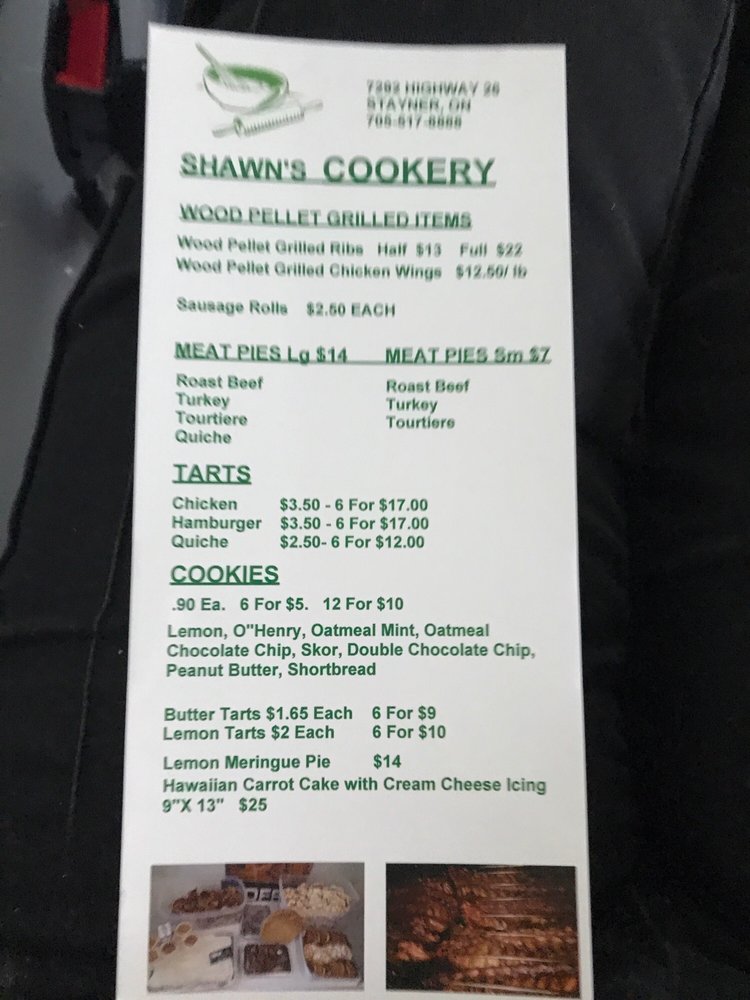 7292 HIGHWAY 26
STAYNER, ON
SHAWN'S COOKERY
WOOD PELLET GRILLED ITEMS
Wood Pellet Grilled Ribs Half $13 Full $22
Wood Pellet Grilled Chicken Wings $12.50/ lb
Sausage Rolls $2.50 EACH
MEAT PIES Lg $14 MEAT PIES Sm $7
Roast Beef Roast Beef
Turkey Turkey
Tourtiere Tourtiere
Quiche
TARTS
Chicken $3.50 - 6 For $17.00
Hamburger $3.50 - 6 For $17.00
Quiche $2.50- 6 For $12.00
COOKIES
.90 Ea. 6 For $5. 12 For $10
Lemon, O"Henry, Oatmeal Mint, Oatmeal
Chocolate Chip, Skor, Double Chocolate Chip,
Peanut Butter, Shortbread
Butter Tarts $1.65 Each 6 For $9
Lemon Tarts $2 Each 6 For $10
Lemon Meringue Pie $14
Hawaiian Carrot Cake with Cream Cheese Icing
9"X 13" $25